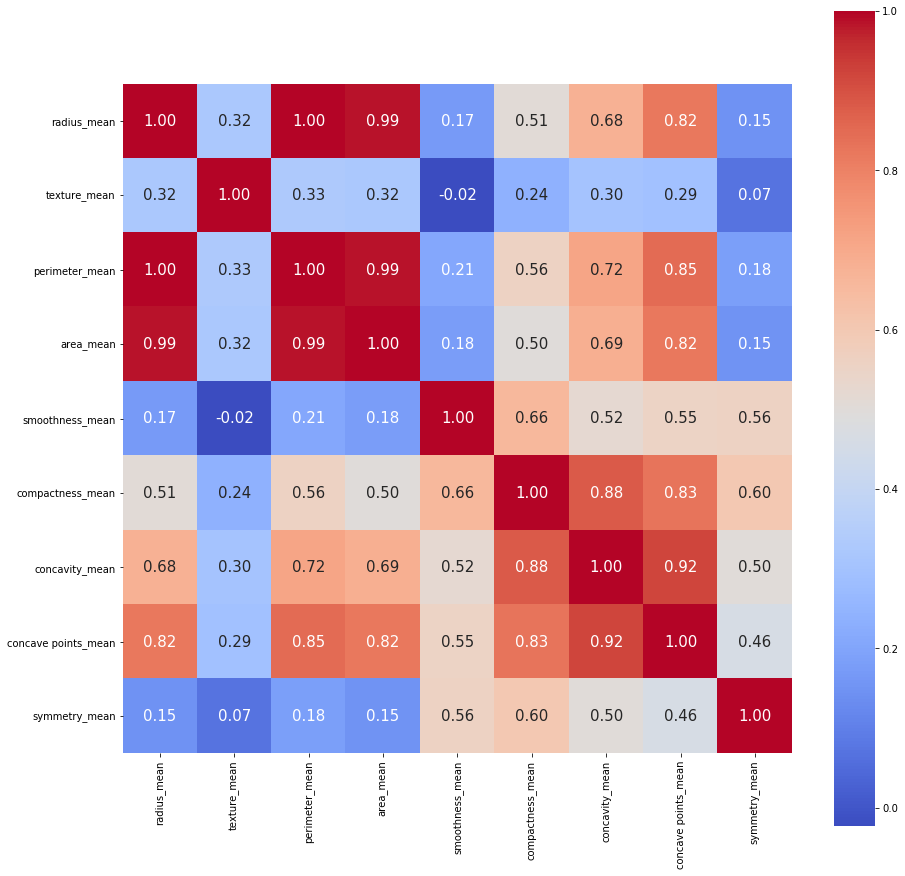 1.0
radius_mean 1.00 0.32 1.00 0.99 0.17 0.51 0.68 0.82 0.15
0.8
texture_mean 0.32 1.00 0.33 0.32 -0.02 0.24 0.30 0.29 0.07
perimeter_mean 1.00 0.33 1.00 0.99 0.21 0.56 0.72 0.85 0.18
0.6
area_mean 0.99 0.32 0.99 1.00 0.18 0.50 0.69 0.82 0.15
smoothness_mean 0.17 -0.02 0.21 0.18 1.00 0.66 0.52 0.55 0.56
0.4
compactness_mean 0.51 0.24 0.56 0.50 0.66 1.00 0.88 0.83 0.60
concavity_mean 0.68 0.30 0.72 0.69 0.52 0.88 1.00 0.92 0.50
concave points_mean 0.82 0.29 0.85 0.82 0.55 0.83 0.92 1.00 0.46
0.2
symmetry_mean 0.15 0.07 0.18 0.15 0.56 0.60 0.50 0.46 1.00
0.0
radius_mean
texture_mean
perimeter_mean
area_mean
smoothness_mean
compactness_mean
concavity_mean
concave points_mean
symmetry_mean